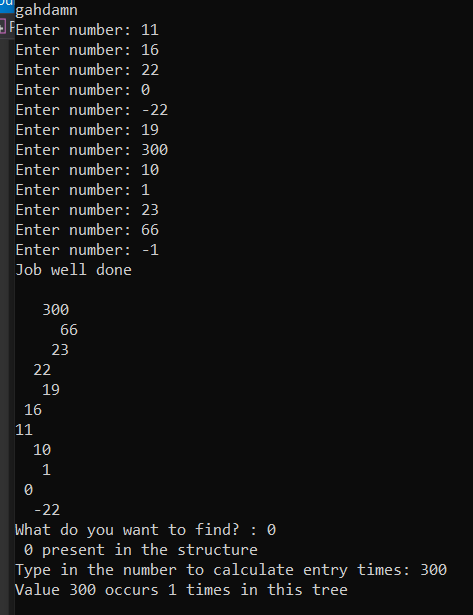 gahdamn
Enter number: 11
Enter number: 16
Enter number: 22
Enter number: 0
Enter number: -22
Enter number: 19
Enter number: 300
Enter number: 10
Enter number: 1
Enter number: 23
Enter number: 66
Enter number: -1
Job well done
300
66
23
22
19
16
11
10
1
0
-22
What do you want to find? : 0
0 present in the structure
Type in the number to calculate entry times: 300
Value 300 occurs 1 times in this tree